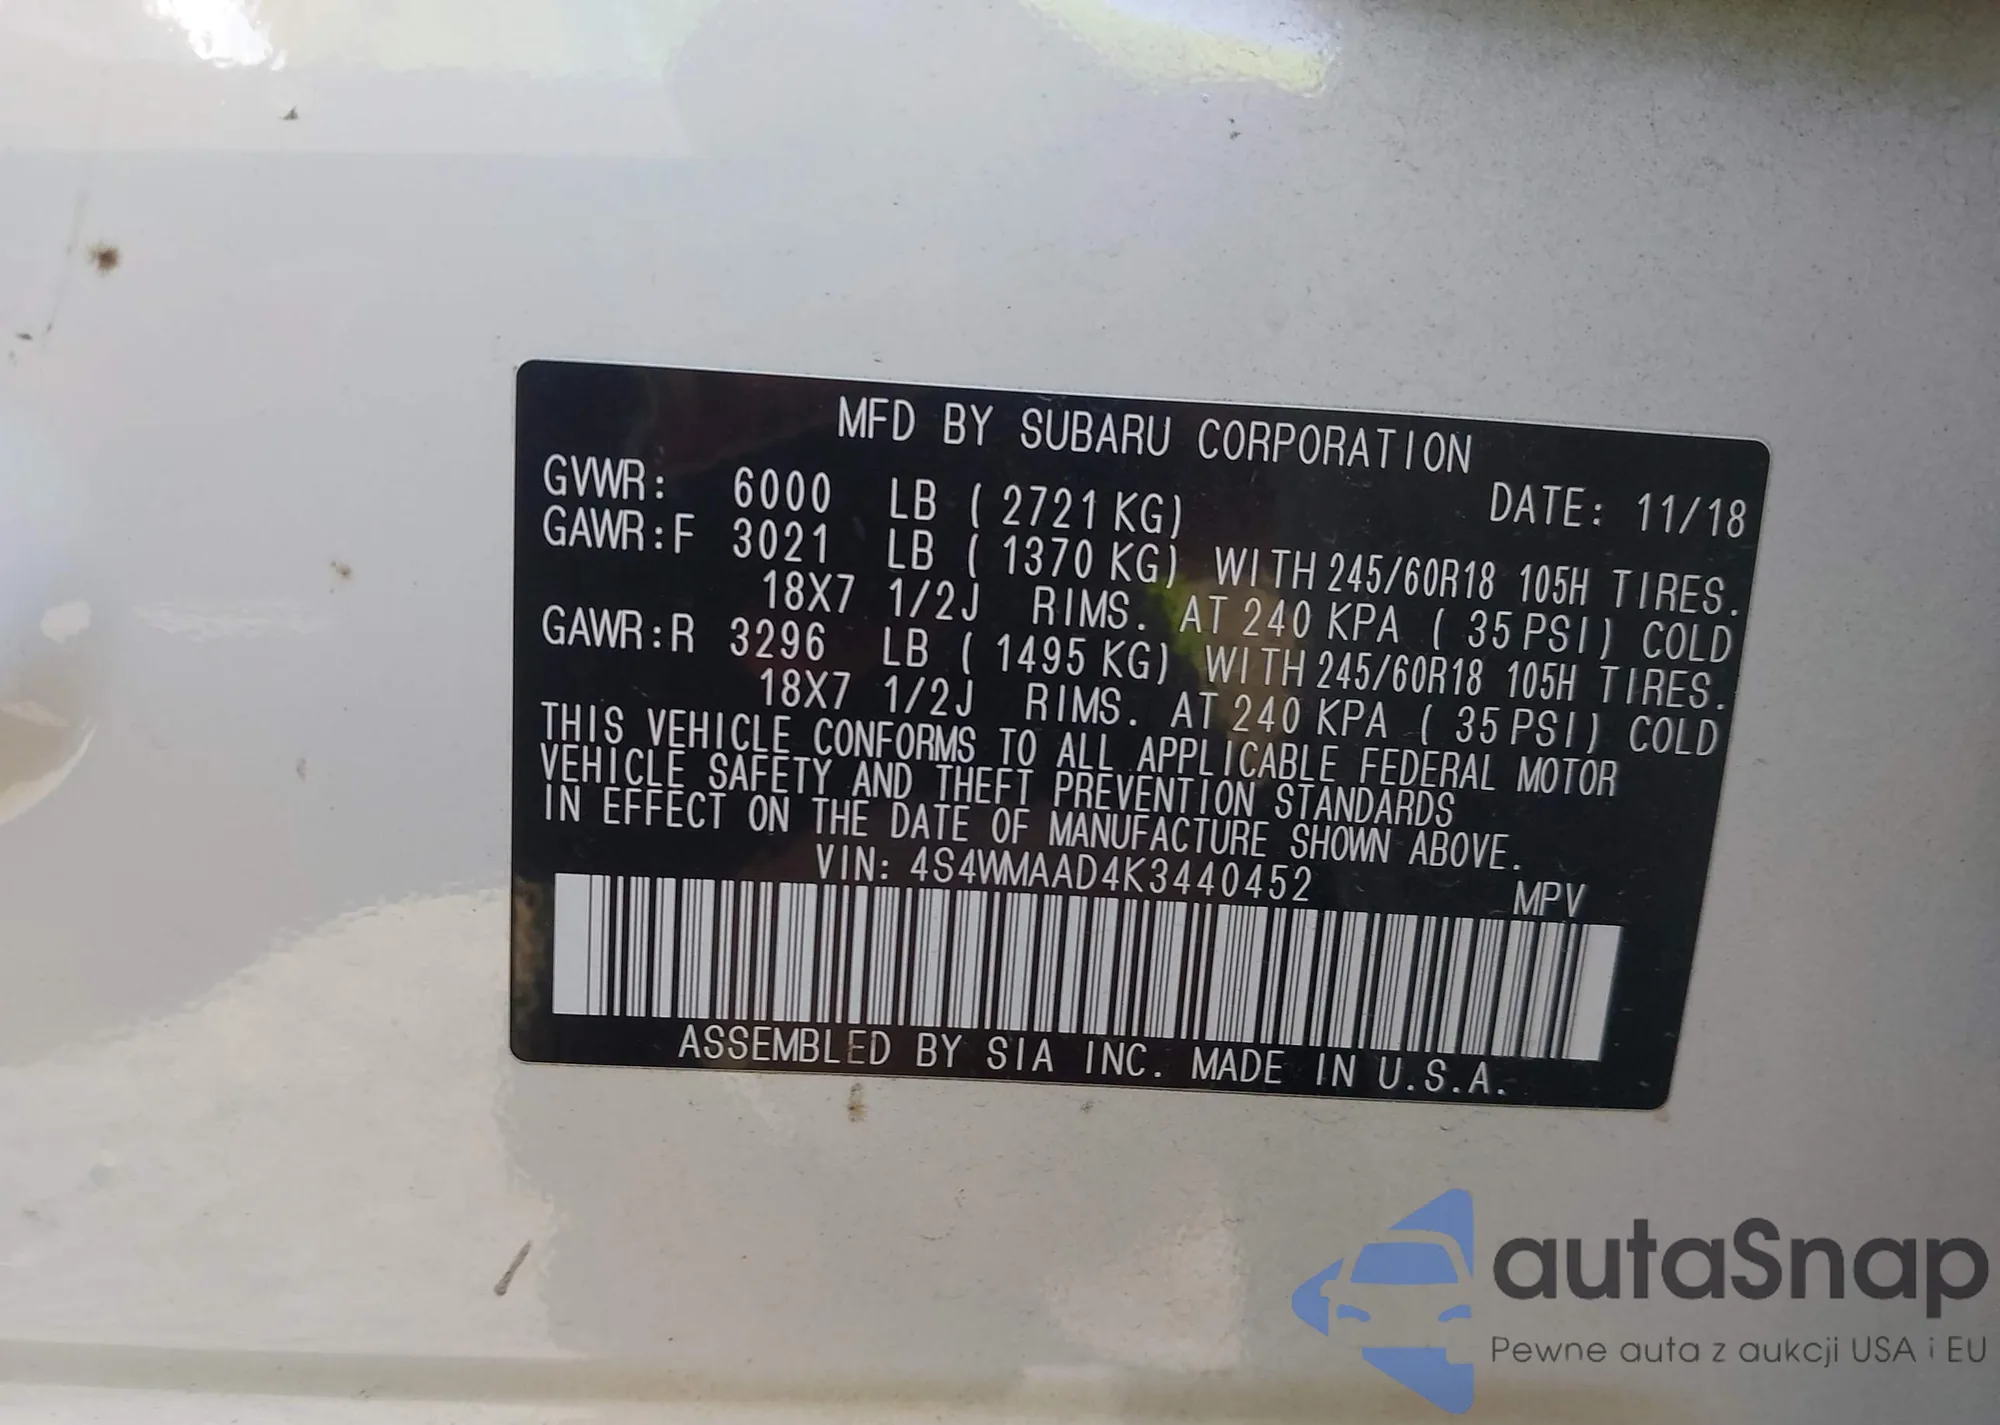 MFD BY SUBARU CORPORATION
GVWR: 6000 LB ( 2721 KG) DATE: 11/18
GAWR:F 3021 LB ( 1370 KG) WITH 245/60R18 105H TIRES.
18X7 1/2J RIMS. AT 240 KPA ( 35 PSI) COLD
GAWR:R 3296 LB ( 1495 KG) WITH 245/60R18 105H TIRES.
18X7 1/2J RIMS. AT 240 KPA ( 35 PSI) COLD
THIS VEHICLE CONFORMS TO ALL APPLICABLE FEDERAL MOTOR
VEHICLE SAFETY AND THEFT PREVENTION STANDARDS
IN EFFECT ON THE DATE OF MANUFACTURE SHOWN ABOVE.
VIN: 4S4WMAAD4K3440452 MPV
ASSEMBLED BY SIA INC. MADE IN U.S.A.
autaSnap
Pewne auta z aukcji USA i EU